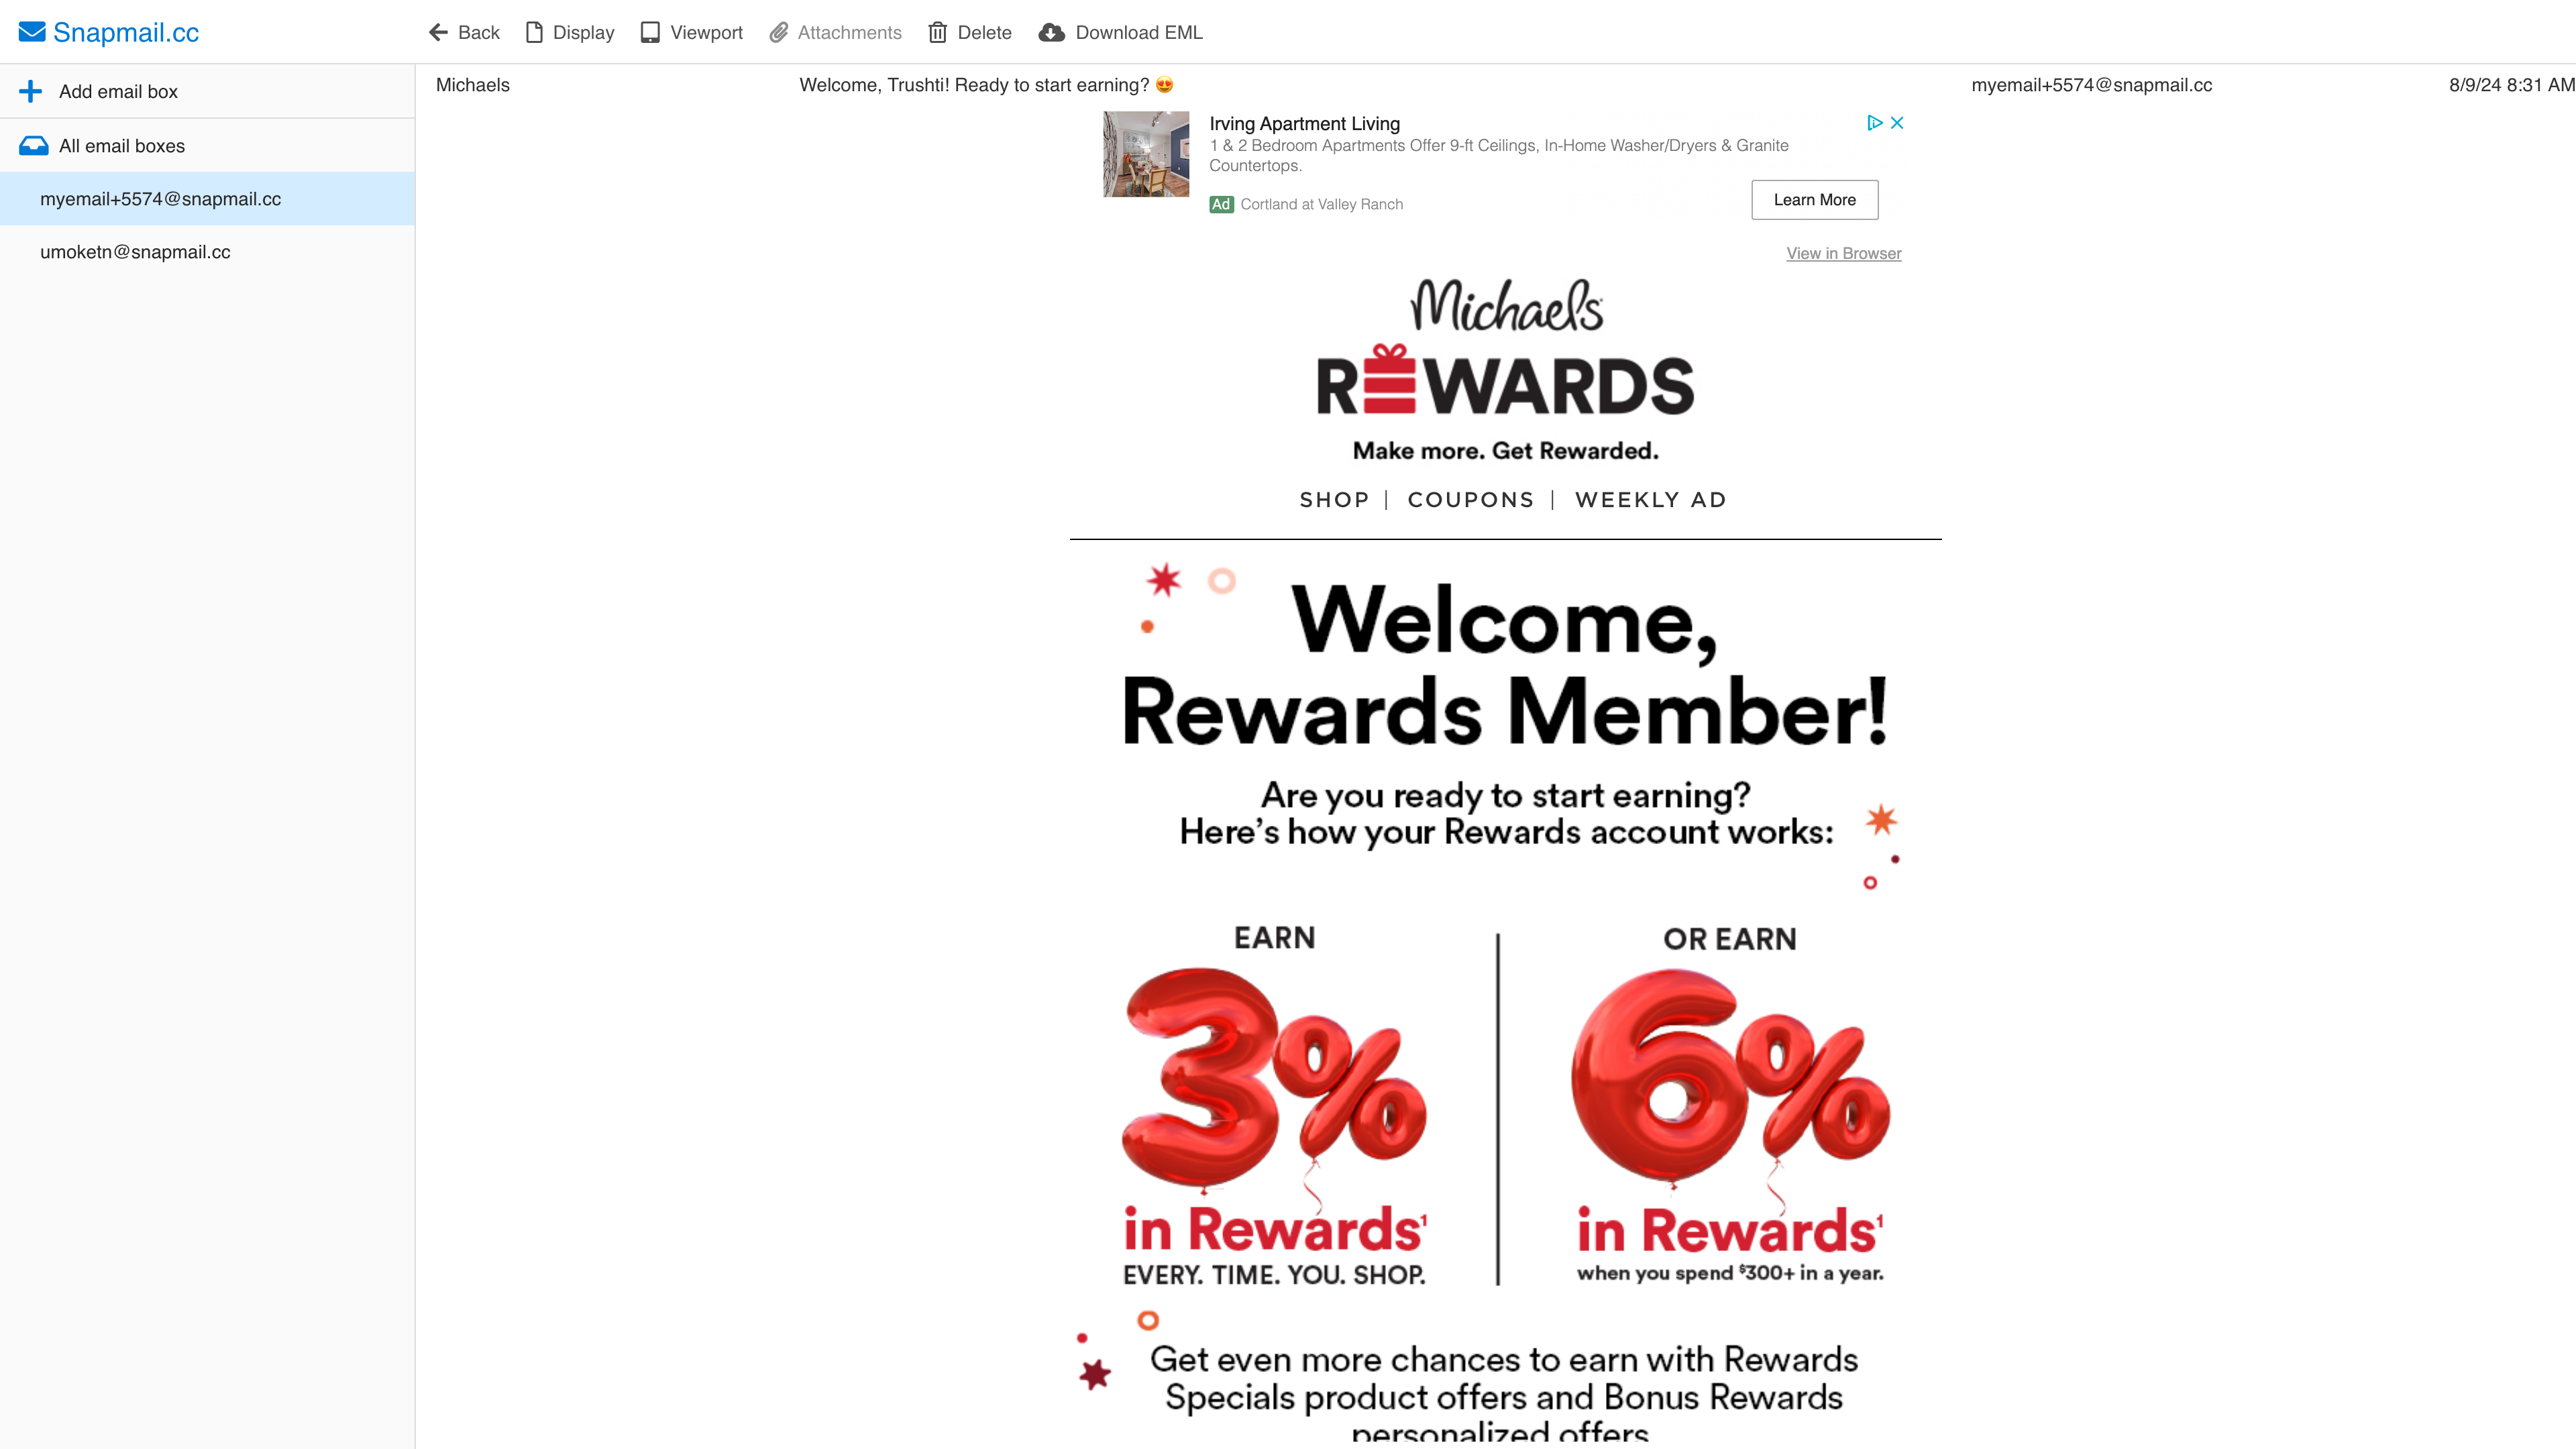 Snapmail.cc
Back
Display
Viewport
Attachments
Delete
Download EML
Add email box
All email boxes
myemail+5574@snapmail.cc
umoketn@snapmail.cc
Michaels
Welcome, Trushti! Ready to start earning? 😍
myemail+5574@snapmail.cc
8/9/24 8:31 AM
Irving Apartment Living
1 & 2 Bedroom Apartments Offer 9-ft Ceilings, In-Home Washer/Dryers & Granite
Countertops.
Ad Cortland at Valley Ranch
Learn More
View in Browser
Michaels
REWARDS
Make more. Get Rewarded.
SHOP | COUPONS | WEEKLY AD
Welcome,
Rewards Member!
Are you ready to start earning?
Here's how your Rewards account works:
EARN
3%
in Rewards¹
EVERY. TIME. YOU. SHOP.
OR EARN
6%
in Rewards¹
when you spend $300+ in a year.
Get even more chances to earn with Rewards
Specials product offers and Bonus Rewards
personalized offers